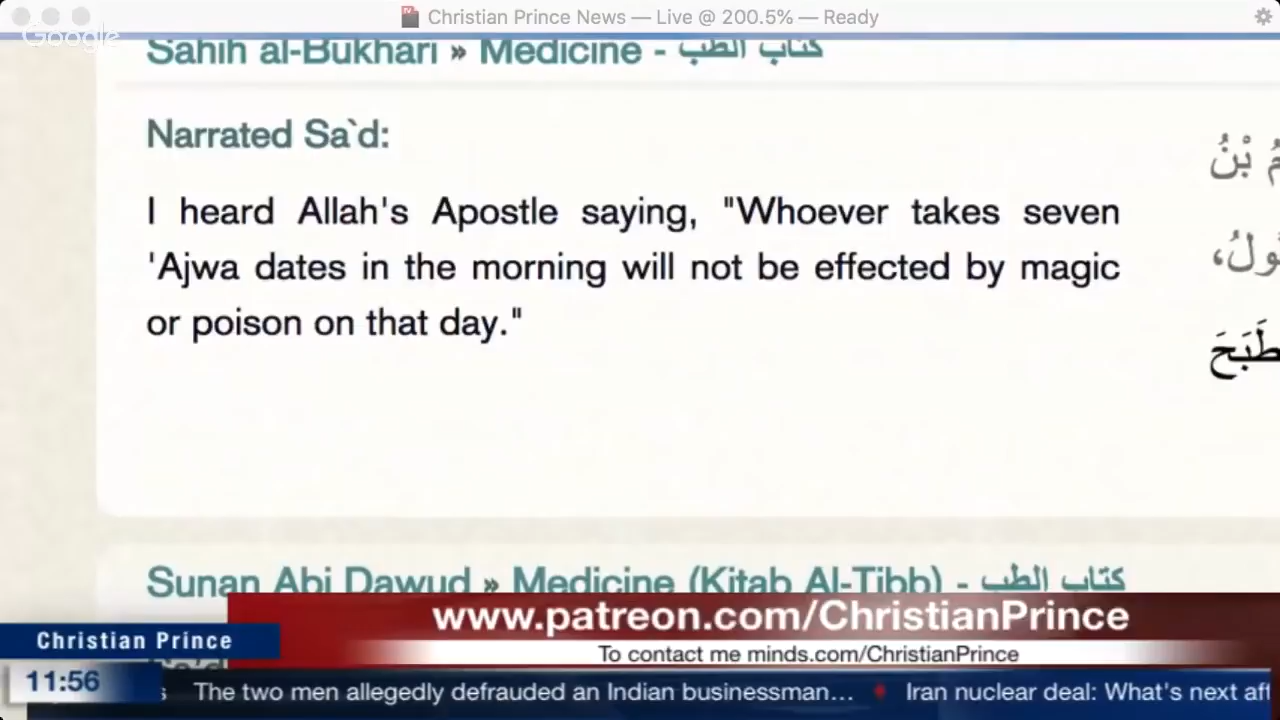 Christian Prince News — Live @ 200.5% — Ready
Google
Sahih al-Bukhari » Medicine - كتاب الطب
Narrated Sa`d:
I heard Allah's Apostle saying, "Whoever takes seven
'Ajwa dates in the morning will not be effected by magic
or poison on that day."
مُ بْنُ
ولُ،
طَبَحَ
Sunan Abi Dawud » Medicine (Kitab Al-Tibb) - كتاب الطب
www.patreon.com/ChristianPrince
Christian Prince
To contact me minds.com/ChristianPrince
11:56
s The two men allegedly defrauded an Indian businessman... • Iran nuclear deal: What's next aft